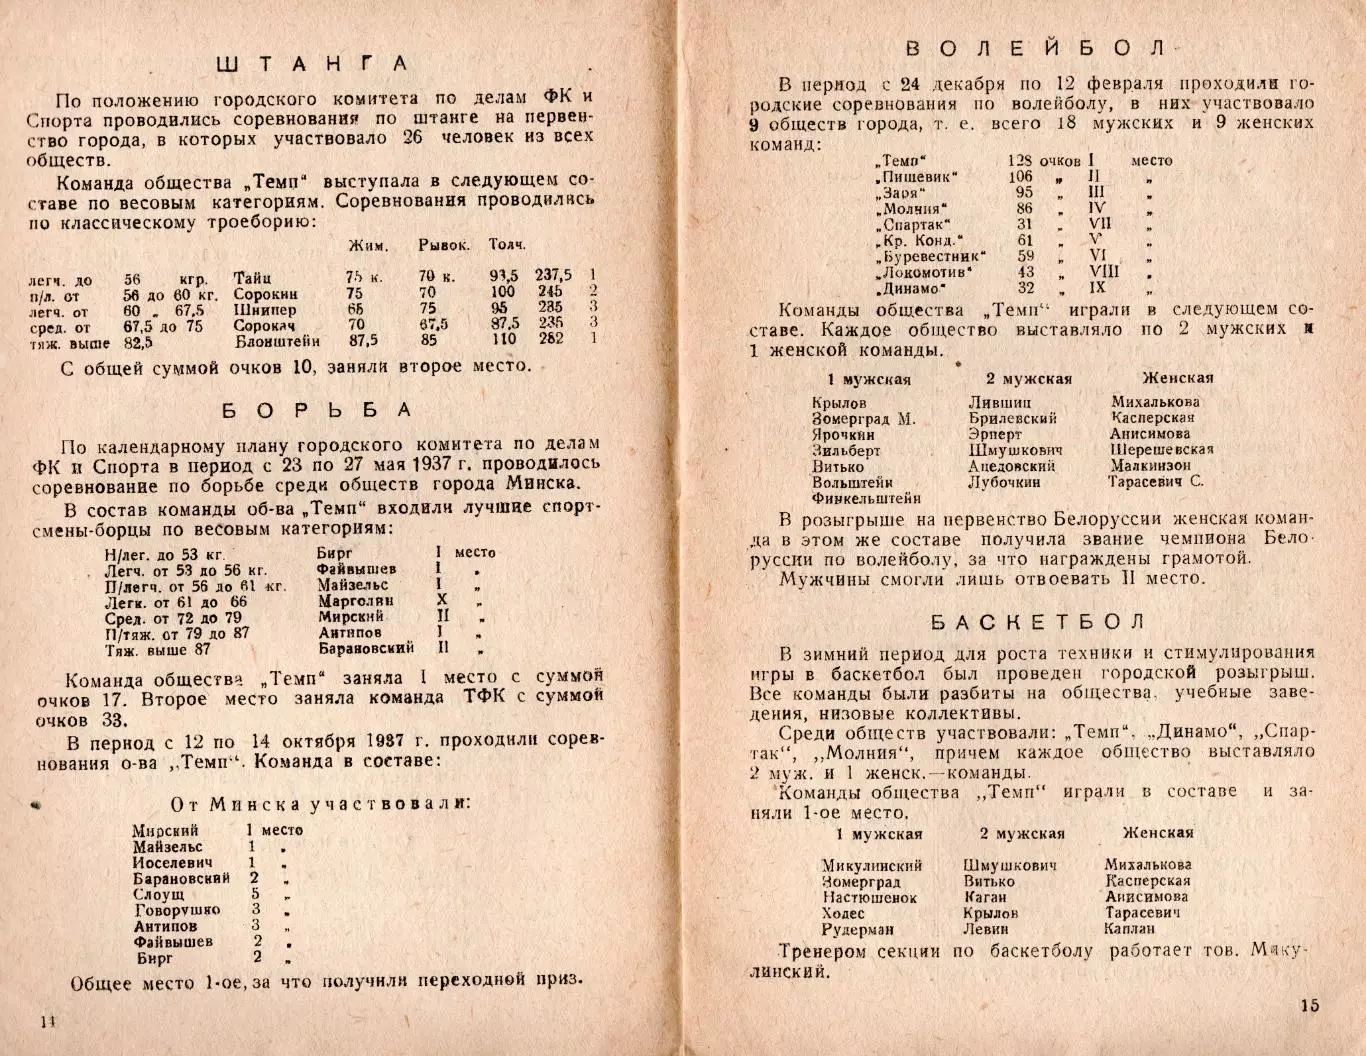 ШТАНГА
По положению городского комитета по делам ФК и
Спорта проводились соревнования по штанге на первен-
ство города, в которых участвовало 26 человек из всех
обществ.
Команда общества „Темп“ выступала в следующем со-
ставе по весовым категориям. Соревнования проводились
по классическому троеборию:
Жим. Рывок. Толч.
легч. до 56 кгр. Тайц 75 к. 70 к. 93,5 237,5 1
п/л. от 56 до 60 кг. Сорокин 75 70 100 245 2
легч. от 60 „ 67,5 Шнипер 65 75 95 235 3
сред. от 67,5 до 75 Сорокач 70 67,5 87,5 235 3
тяж. выше 82,5 Блонштейн 87,5 85 110 282 1
С общей суммой очков 10, заняли второе место.
БОРЬБА
По календарному плану городского комитета по делам
ФК и Спорта в период с 23 по 27 мая 1937 г. проводилось
соревнование по борьбе среди обществ города Минска.
В состав команды об-ва „Темп“ входили лучшие спорт-
смены-борцы по весовым категориям:
Н/лег. до 53 кг. Бирг I место
Легч. от 53 до 56 кг. Файвышев I „
П/легч. от 56 до 61 кг. Майзельс I „
Легк. от 61 до 66 Марголин X „
Сред. от 72 до 79 Мирский II „
П/тяж. от 79 до 87 Антипов I „
Тяж. выше 87 Барановский II „
Команда общества „Темп“ заняла I место с суммой
очков 17. Второе место заняла команда ТФК с суммой
очков 33.
В период с 12 по 14 октября 1937 г. проходили сорев-
нования о-ва „Темп“. Команда в составе:
От Минска участвовали:
Мирский 1 место
Майзельс 1 „
Иоселевич 1 „
Барановский 2 „
Слоущ 5 „
Говорушко 3 „
Антипов 3 „
Файвышев 2 „
Бирг 2 „
Общее место 1-ое, за что получили переходной приз.
14
ВОЛЕЙБОЛ
В период с 24 декабря по 12 февраля проходили го-
родские соревнования по волейболу, в них участвовало
9 обществ города, т. е. всего 18 мужских и 9 женских
команд:
„Темп“ 128 очков I место
„Пищевик“ 106 „ II „
„Заря“ 95 „ III „
„Молния“ 86 „ IV „
„Спартак“ 31 „ VII „
„Кр. Конд.“ 61 „ V „
„Буревестник“ 59 „ VI „
„Локомотив“ 43 „ VIII „
„Динамо“ 32 „ IX „
Команды общества „Темп“ играли в следующем со-
ставе. Каждое общество выставляло по 2 мужских и
1 женской команды.
1 мужская 2 мужская Женская
Крылов Лившиц Михалькова
Зомерград М. Брилевский Касперская
Ярочкин Эрперт Анисимова
Зильберт Шмушкович Шерешевская
Витько Ацедовский Малкинзон
Вольштейн Лубочкин Тарасевич С.
Финкельштейн
В розыгрыше на первенство Белоруссии женская коман-
да в этом же составе получила звание чемпиона Бело-
руссии по волейболу, за что награждены грамотой.
Мужчины смогли лишь отвоевать II место.
БАСКЕТБОЛ
В зимний период для роста техники и стимулирования
игры в баскетбол был проведен городской розыгрыш.
Все команды были разбиты на общества, учебные заве-
дения, низовые коллективы.
Среди обществ участвовали: „Темп“, „Динамо“, „Спар-
так“, „Молния“, причем каждое общество выставляло
2 муж. и 1 женск.—команды.
Команды общества „Темп“ играли в составе и за-
няли 1-ое место.
1 мужская 2 мужская Женская
Микулинский Шмушкович Михалькова
Зомерград Витько Касперская
Настюшенок Каган Анисимова
Ходес Крылов Тарасевич
Рудерман Левин Каплан
Тренером секции по баскетболу работает тов. Мику-
линский.
15